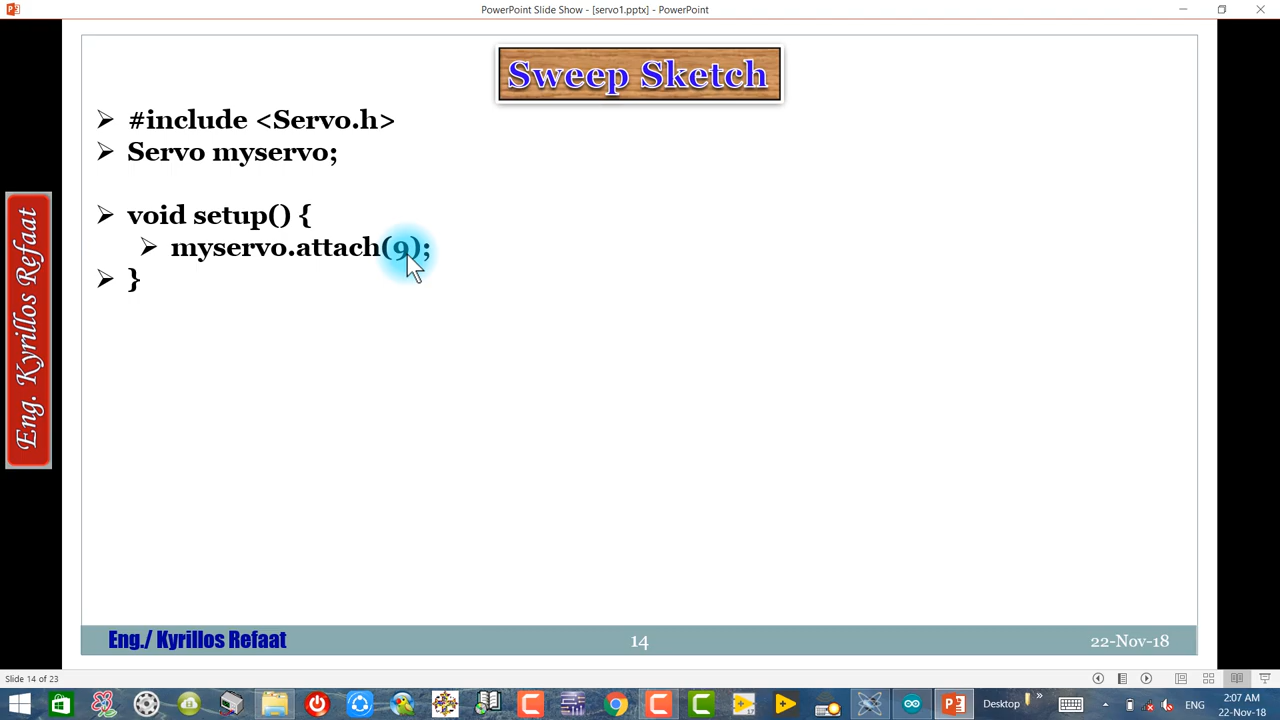 PowerPoint Slide Show - [servo1.pptx] - PowerPoint
Sweep Sketch
#include <Servo.h>
Servo myservo;
void setup() {
myservo.attach(9);
}
Eng. Kyrillos Refaat
Eng./ Kyrillos Refaat
14
22-Nov-18
Slide 14 of 23
Desktop
ENG
2:07 AM
22-Nov-18